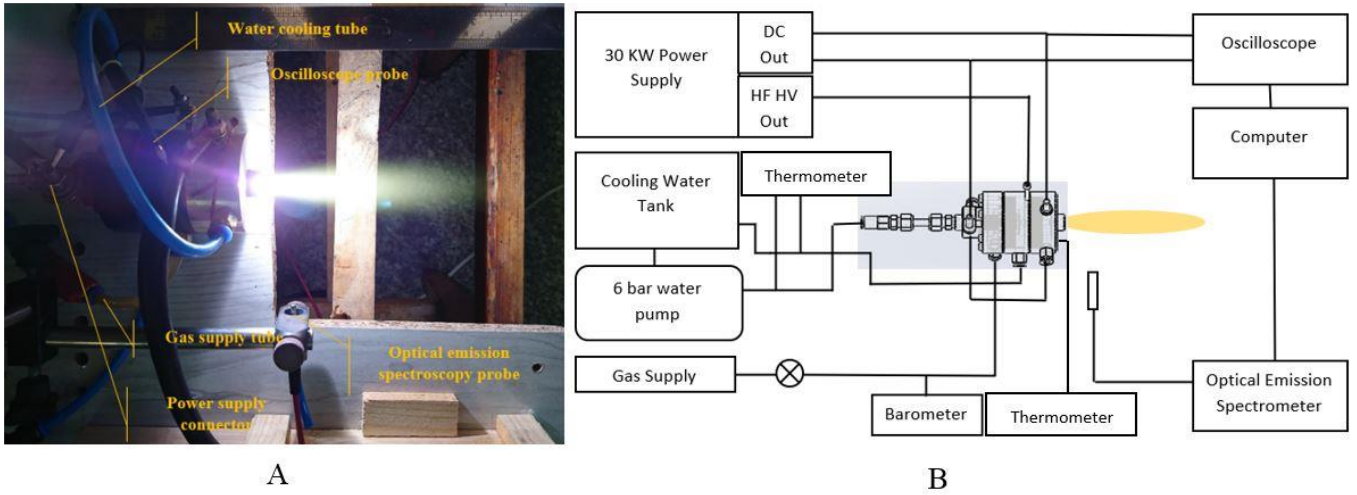 Water cooling tube
Oscilloscope probe
Gas supply tube
Optical emission
spectroscopy probe
Power supply
connector
A
30 KW Power
Supply
DC
Out
HF HV
Out
Oscilloscope
Computer
Cooling Water
Tank
Thermometer
6 bar water
pump
Gas Supply
Barometer
Thermometer
Optical Emission
Spectrometer
B